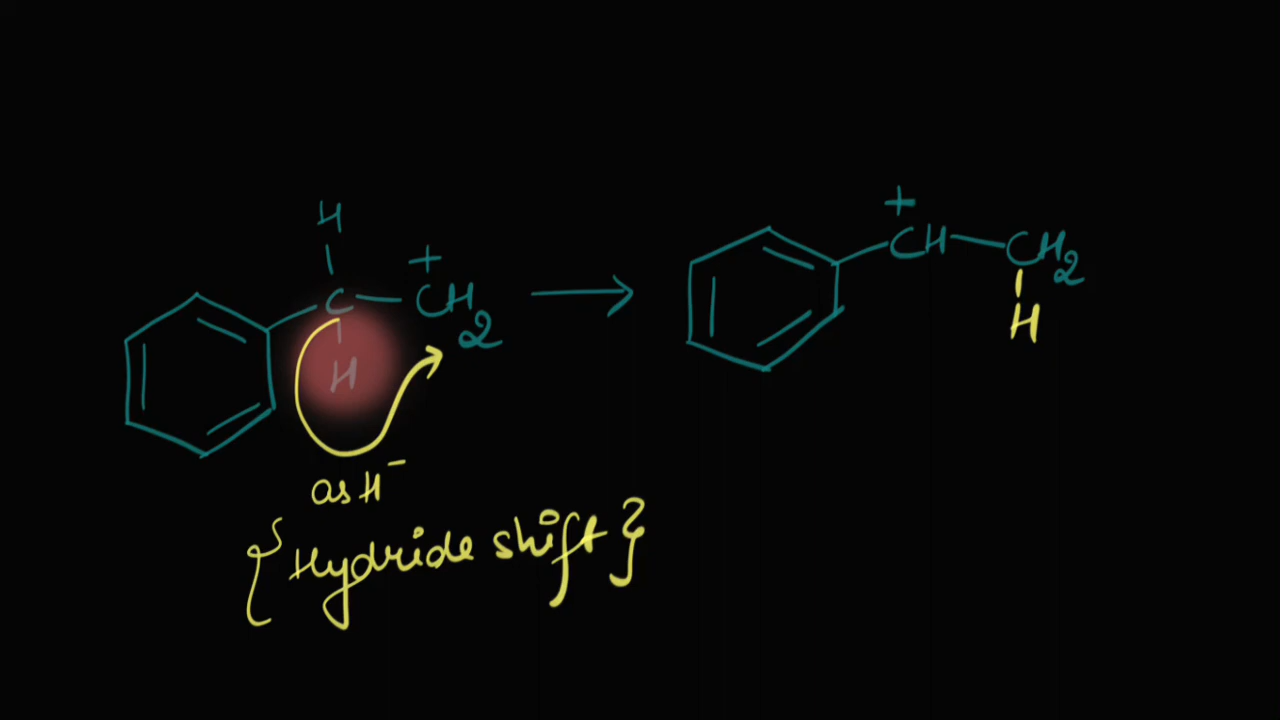 H
C — CH2 +
H
+ CH — CH2
H
as H⁻
{Hydride shift}